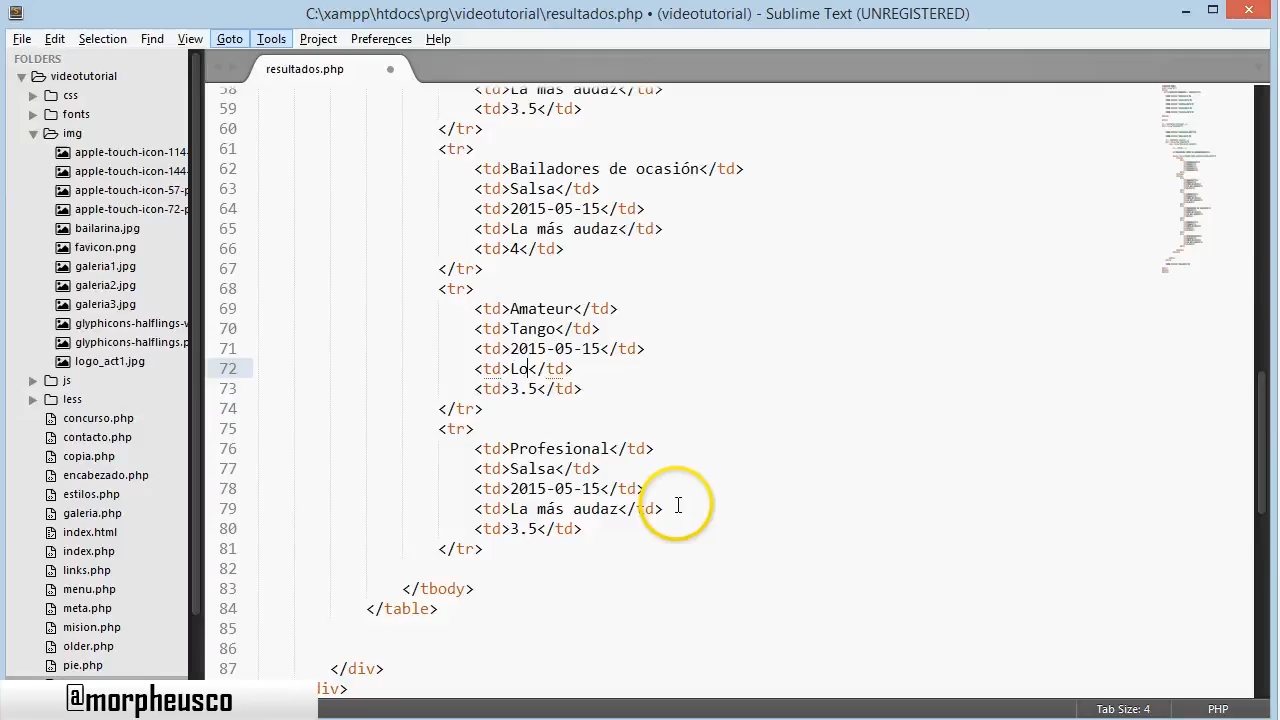 C:\xampp\htdocs\prg\videotutorial\resultados.php • (videotutorial) - Sublime Text (UNREGISTERED)
File Edit Selection Find View Goto Tools Project Preferences Help
FOLDERS
videotutorial
css
fonts
img
apple-touch-icon-114-
apple-touch-icon-144-
apple-touch-icon-57-p
apple-touch-icon-72-p
balarina.jpg
favicon.png
galeria1.jpg
galeria2.jpg
galeria3.jpg
glyphicons-halflings-w
glyphicons-halflings.p
logo_act1.jpg
js
less
concurso.php
contacto.php
copia.php
encabezado.php
estilos.php
galeria.php
index.html
index.php
links.php
menu.php
meta.php
mision.php
older.php
pie.php
resultados.php
58 <td>La más audaz</td>
59 <td>3.5</td>
60 </tr>
61 <tr>
62 <td>Bailarines de ocasión</td>
63 <td>Salsa</td>
64 <td>2015-05-15</td>
65 <td>La más audaz</td>
66 <td>4</td>
67 </tr>
68 <tr>
69 <td>Amateur</td>
70 <td>Tango</td>
71 <td>2015-05-15</td>
72 <td>Lo</td>
73 <td>3.5</td>
74 </tr>
75 <tr>
76 <td>Profesional</td>
77 <td>Salsa</td>
78 <td>2015-05-15</td>
79 <td>La más audaz</td>
80 <td>3.5</td>
81 </tr>
82
83 </tbody>
84 </table>
85
86
87 </div>
div>
@morpheusco
Tab Size: 4 PHP